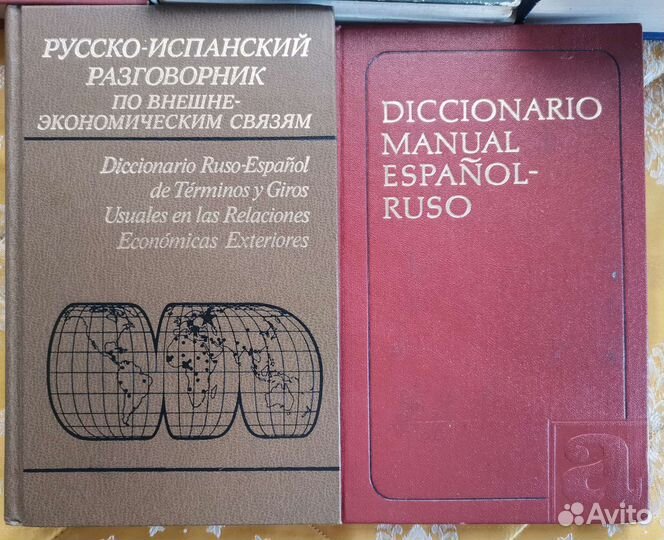 РУССКО-ИСПАНСКИЙ
РАЗГОВОРНИК
ПО ВНЕШНЕ-
ЭКОНОМИЧЕСКИМ СВЯЗЯМ
Diccionario Ruso-Español
de Términos y Giros
Usuales en las Relaciones
Económicas Exteriores
DICCIONARIO
MANUAL
ESPAÑOL-
RUSO
a
Avito